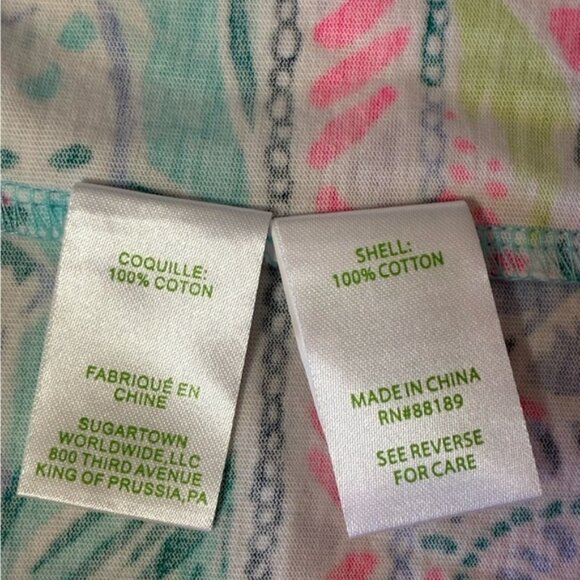 COQUILLE:
100% COTON
FABRIQUÉ EN
CHINE
SUGARTOWN
WORLDWIDE, LLC
800 THIRD AVENUE
KING OF PRUSSIA, PA
SHELL:
100% COTTON
MADE IN CHINA
RN#88189
SEE REVERSE
FOR CARE